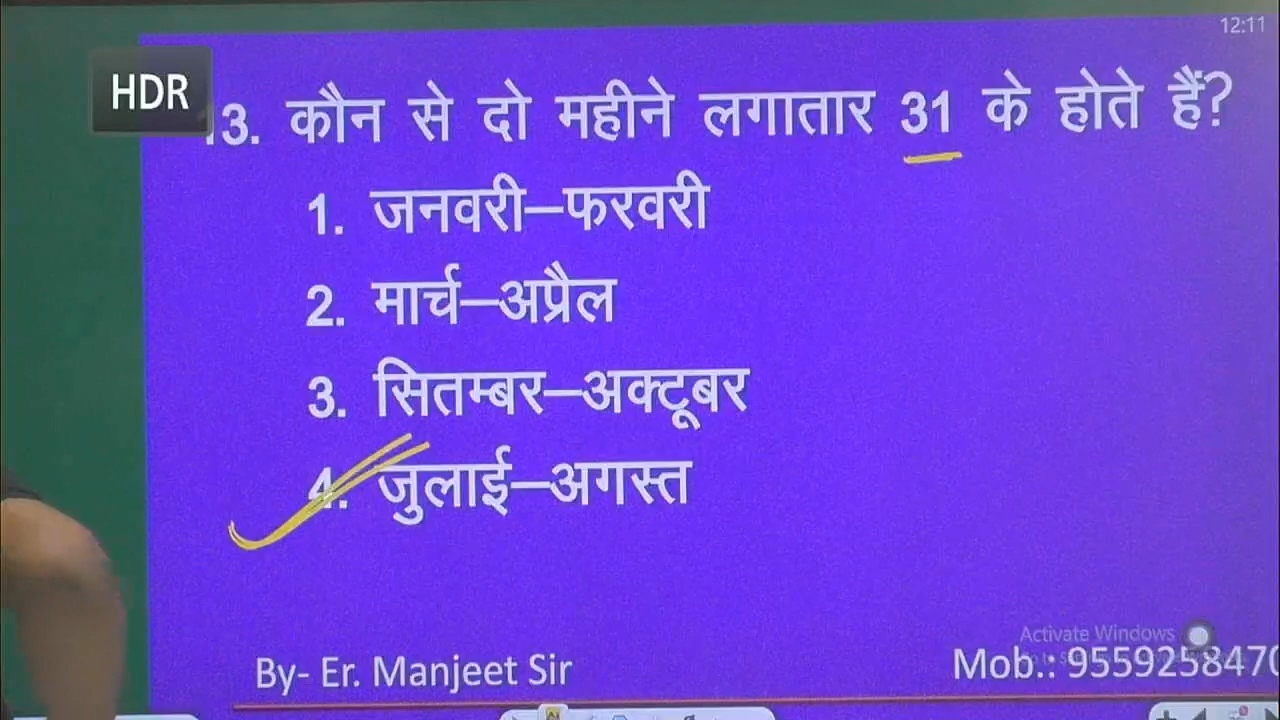 12:11
HDR
13. कौन से दो महीने लगातार 31 के होते हैं?
1. जनवरी–फरवरी
2. मार्च–अप्रैल
3. सितम्बर–अक्टूबर
4. जुलाई–अगस्त
Activate Windows
By- Er. Manjeet Sir
Mob.: 9559258470